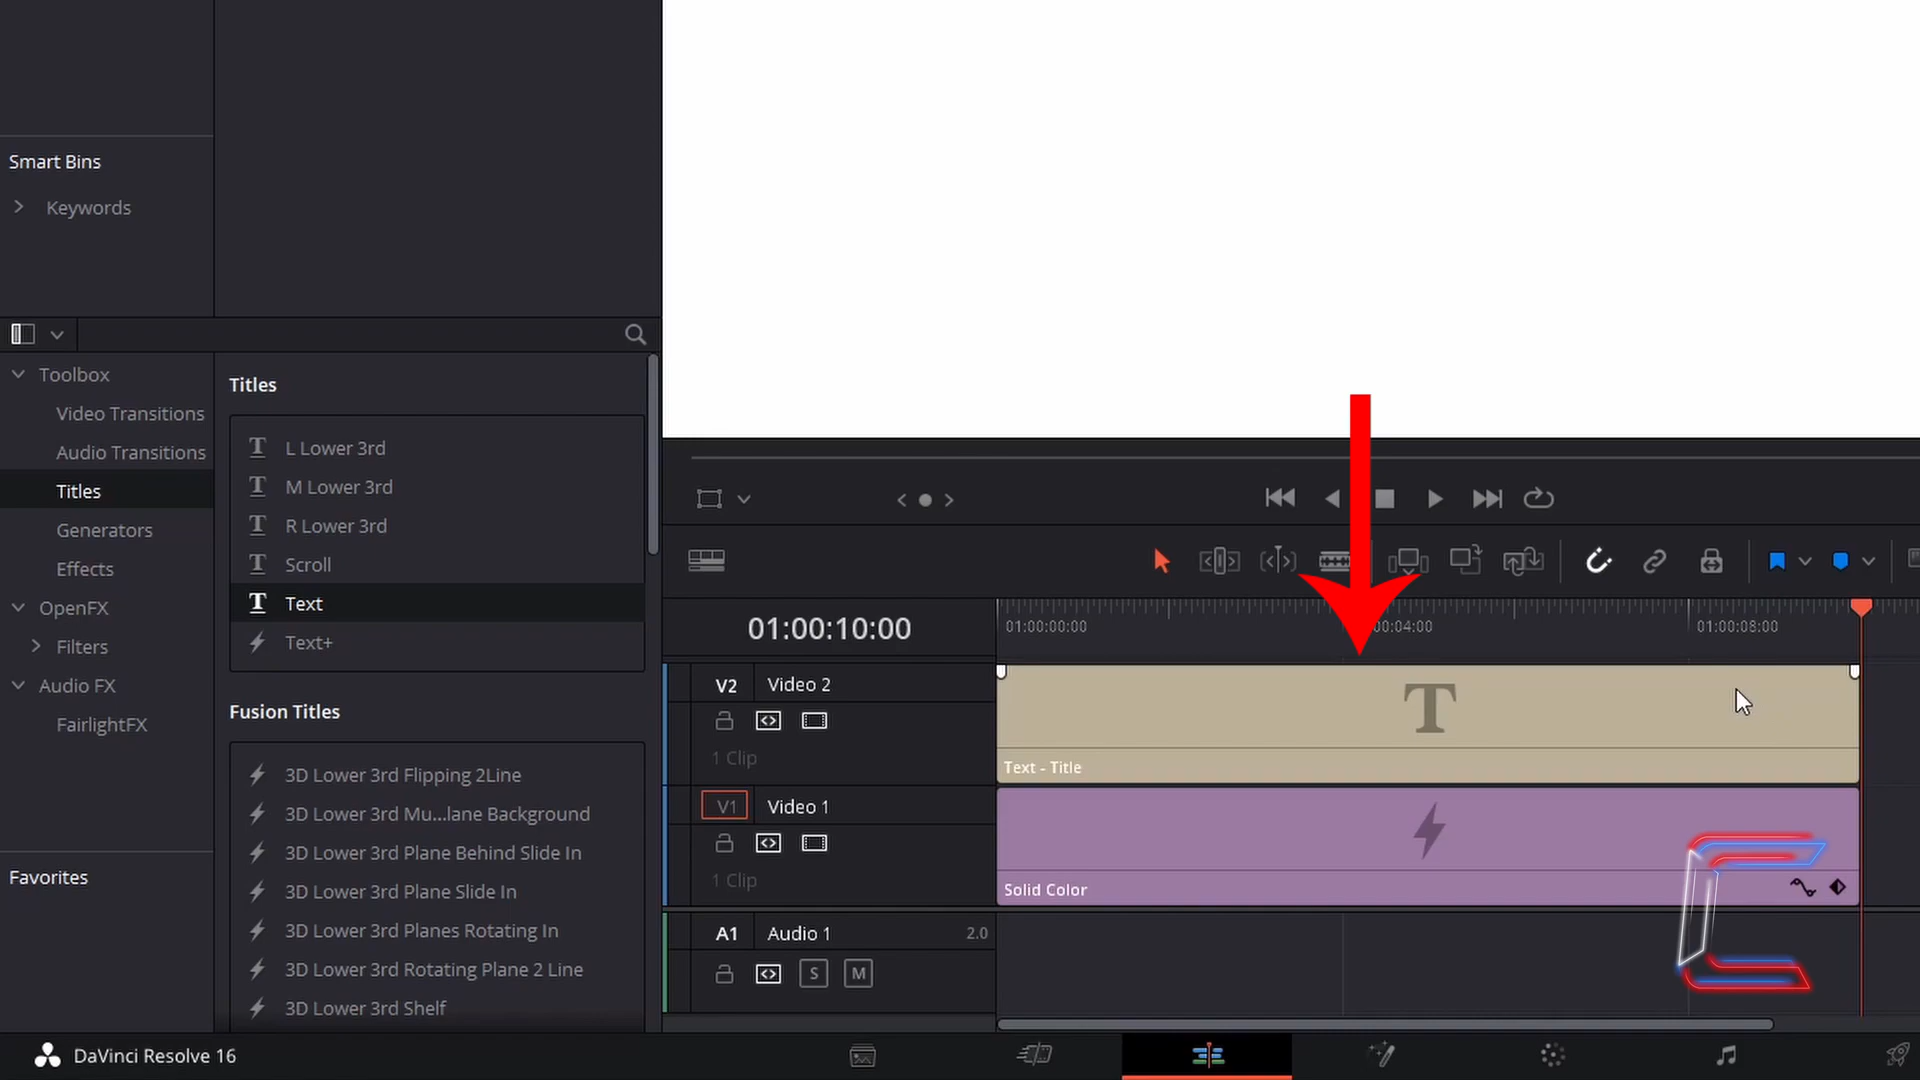 Smart Bins
Keywords
Toolbox
Video Transitions
Audio Transitions
Titles
Generators
Effects
OpenFX
Filters
Audio FX
FairlightFX
Favorites
Titles
L Lower 3rd
M Lower 3rd
R Lower 3rd
Scroll
Text
Text+
Fusion Titles
3D Lower 3rd Flipping 2Line
3D Lower 3rd Mu...lane Background
3D Lower 3rd Plane Behind Slide In
3D Lower 3rd Plane Slide In
3D Lower 3rd Planes Rotating In
3D Lower 3rd Rotating Plane 2 Line
3D Lower 3rd Shelf
01:00:10:00
01:00:00:00
00:04:00
01:00:08:00
V2 Video 2
1 Clip
T
Text - Title
V1 Video 1
1 Clip
Solid Color
A1 Audio 1 2.0
S M
DaVinci Resolve 16